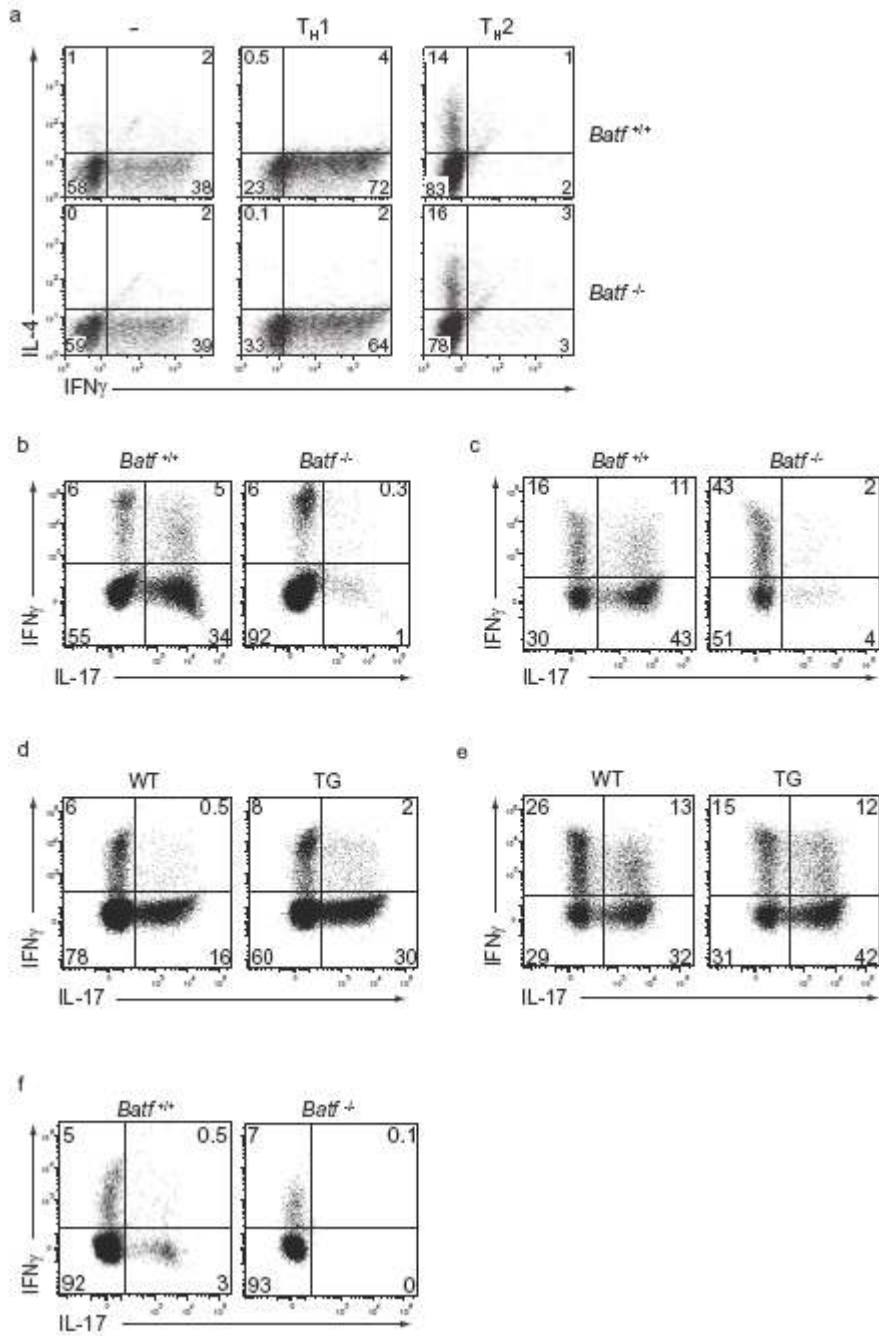 a
– T_H1 T_H2
1 2 0.5 4 14 1
Batf +/+
58 38 23 72 83 2
0 2 0.1 2 16 3
Batf -/-
59 39 33 64 78 3
IL-4
IFNγ
b
Batf +/+ Batf -/-
6 5 6 0.3
55 34 92 1
IFNγ
IL-17
c
Batf +/+ Batf -/-
16 11 43 2
30 43 51 4
IFNγ
IL-17
d
WT TG
6 0.5 8 2
78 16 60 30
IFNγ
IL-17
e
WT TG
26 13 15 12
29 32 31 42
IFNγ
IL-17
f
Batf +/+ Batf -/-
5 0.5 7 0.1
92 3 93 0
IFNγ
IL-17